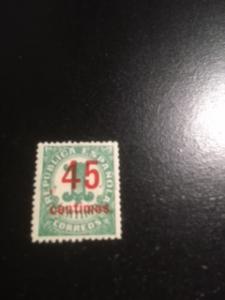 REPUBLICA ESPAÑOLA
45
centimos
CORREOS